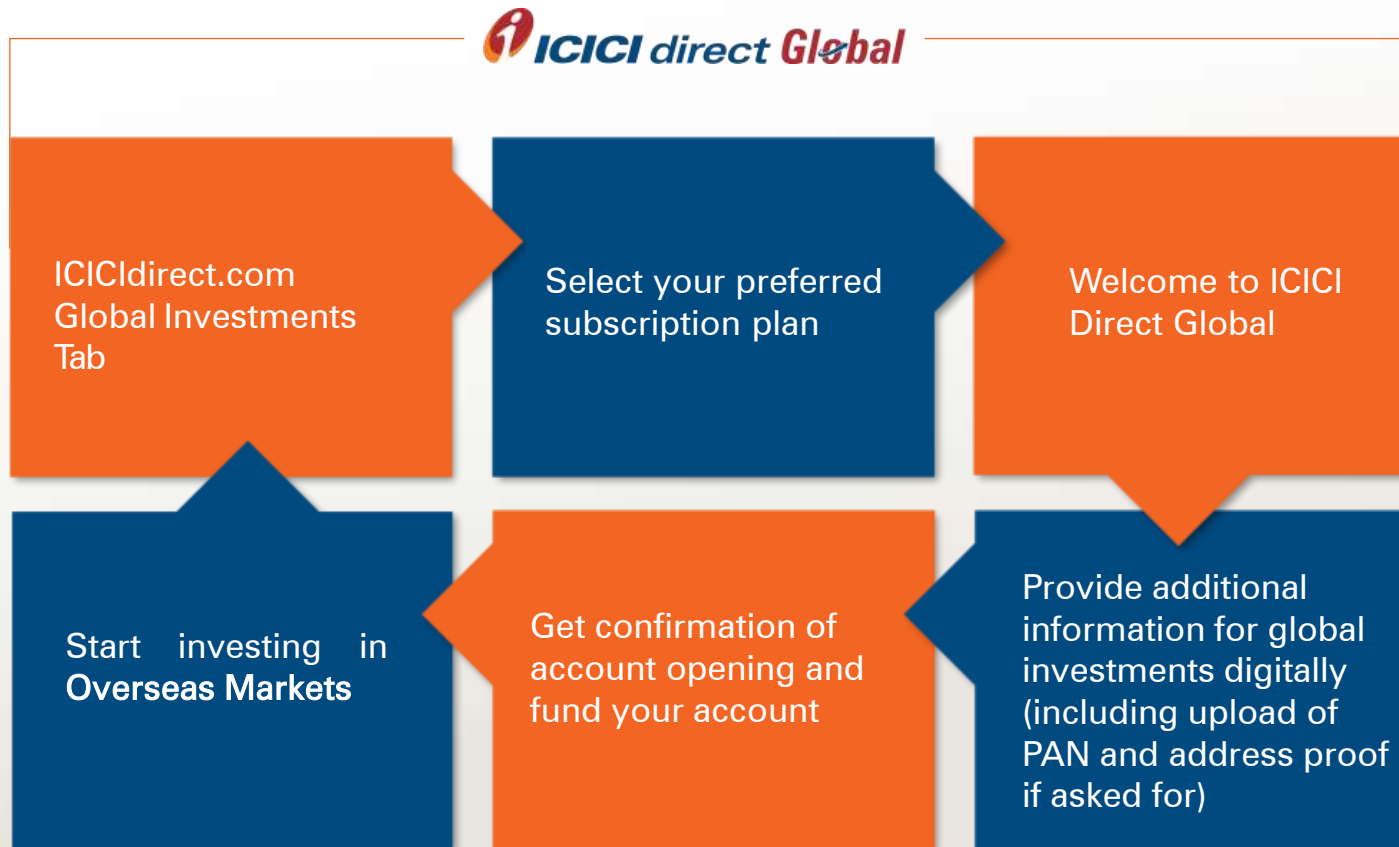 ICICI direct Global
ICICIdirect.com
Global Investments
Tab
Select your preferred
subscription plan
Welcome to ICICI
Direct Global
Provide additional
information for global
investments digitally
(including upload of
PAN and address proof
if asked for)
Get confirmation of
account opening and
fund your account
Start investing in
Overseas Markets